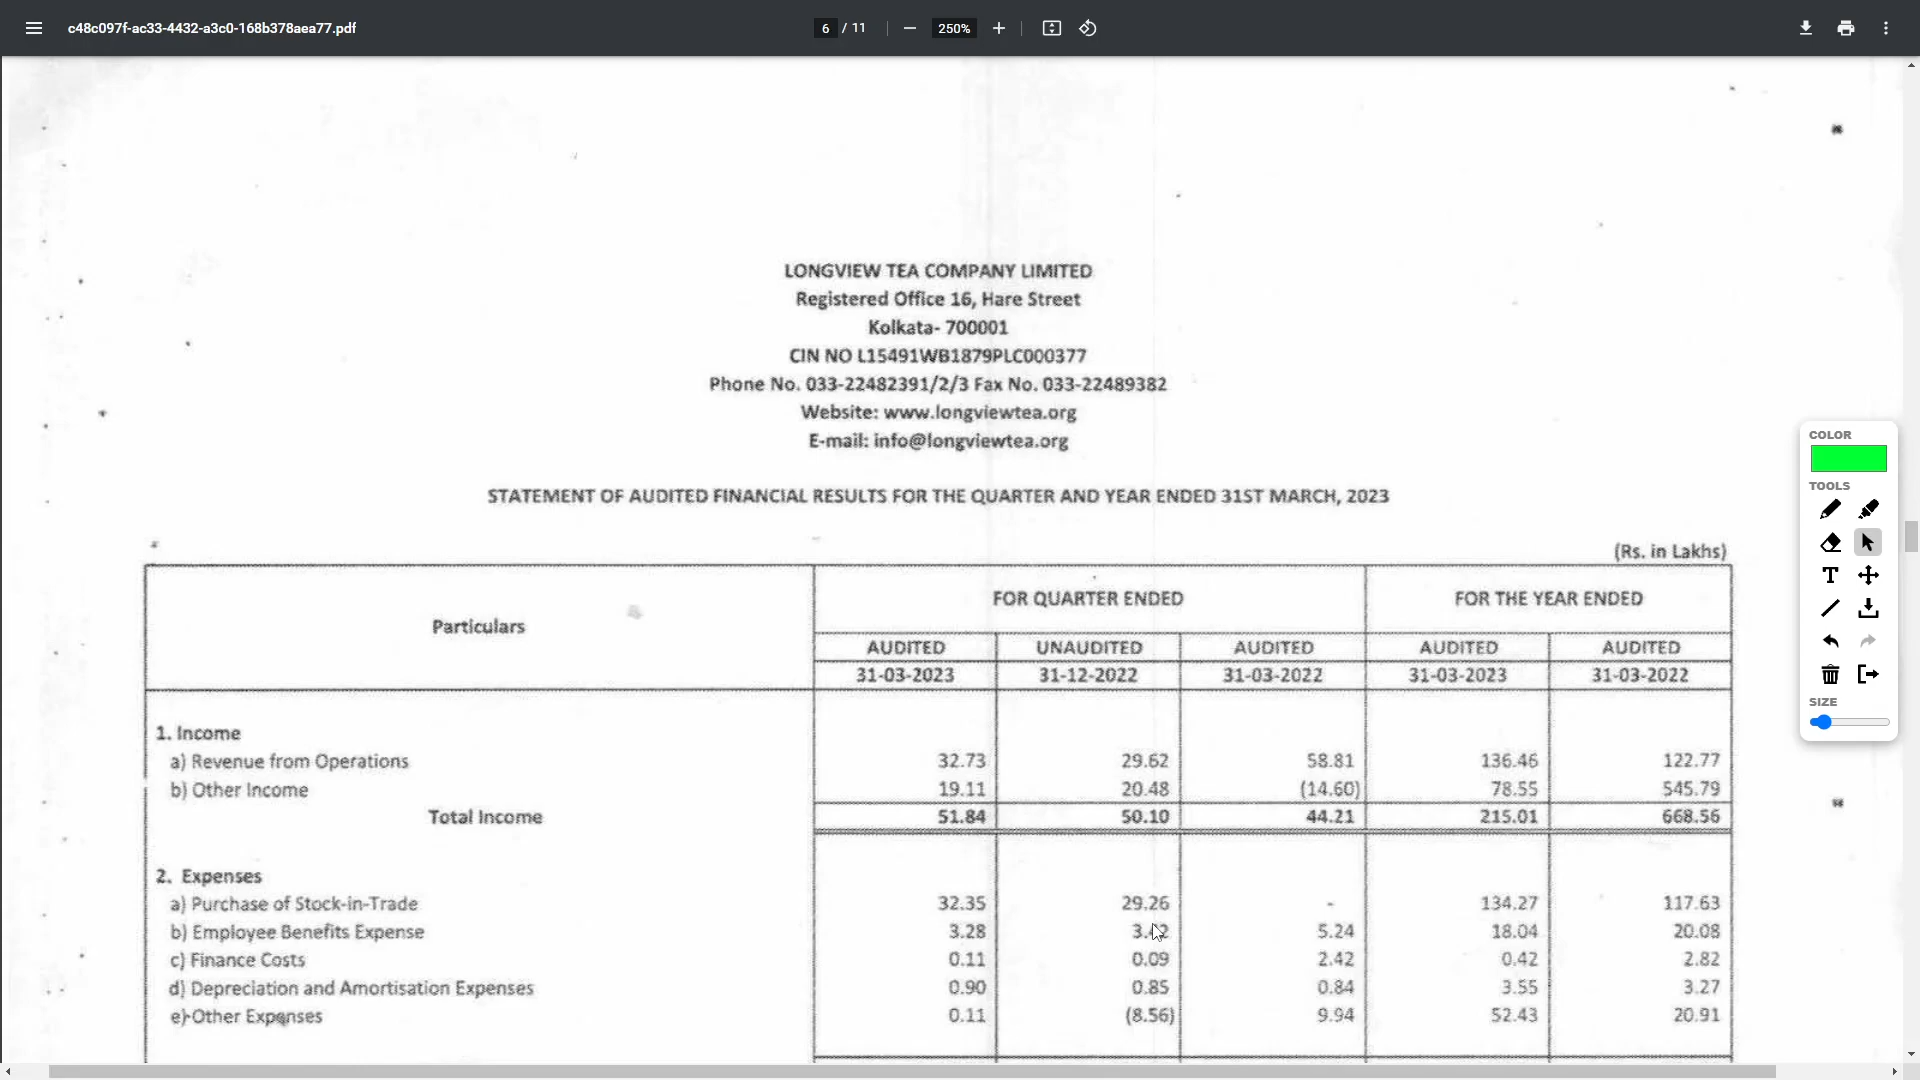 c48c097f-ac33-4432-a3c0-168b378aea77.pdf 6 / 11 250%
LONGVIEW TEA COMPANY LIMITED
Registered Office 16, Hare Street
Kolkata- 700001
CIN NO L15491WB1879PLC000377
Phone No. 033-22482391/2/3 Fax No. 033-22489382
Website: www.longviewtea.org
E-mail: info@longviewtea.org
STATEMENT OF AUDITED FINANCIAL RESULTS FOR THE QUARTER AND YEAR ENDED 31ST MARCH, 2023
(Rs. in Lakhs)
Particulars FOR QUARTER ENDED FOR THE YEAR ENDED
AUDITED UNAUDITED AUDITED AUDITED AUDITED
31-03-2023 31-12-2022 31-03-2022 31-03-2023 31-03-2022
1. Income
a) Revenue from Operations 32.73 29.62 58.81 136.46 122.77
b) Other Income 19.11 20.48 (14.60) 78.55 545.79
Total Income 51.84 50.10 44.21 215.01 668.56
2. Expenses
a) Purchase of Stock-in-Trade 32.35 29.26 - 134.27 117.63
b) Employee Benefits Expense 3.28 5.24 18.04 20.08
c) Finance Costs 0.11 0.09 2.42 0.42 2.82
d) Depreciation and Amortisation Expenses 0.90 0.85 0.84 3.55 3.27
e) Other Expenses 0.11 (8.56) 9.94 52.43 20.91
COLOR
TOOLS
T
SIZE